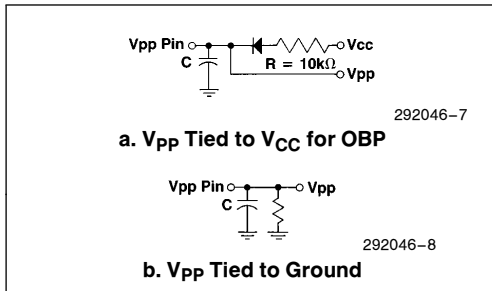 Vpp Pin
Vcc
C
R = 10kΩ
Vpp
292046–7
a. VPP Tied to VCC for OBP
Vpp Pin
Vpp
C
292046–8
b. VPP Tied to Ground